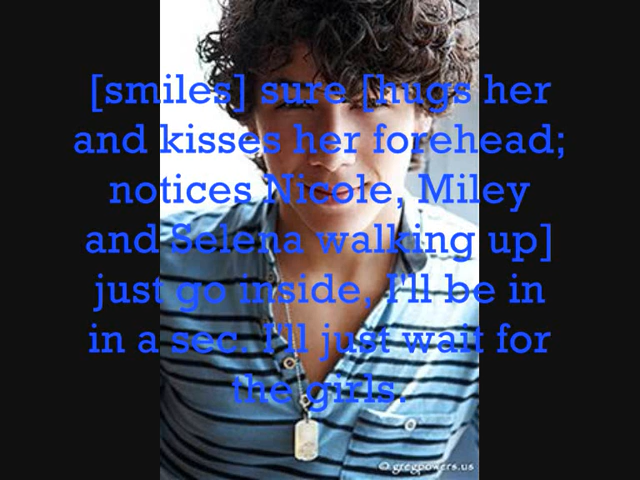 [smiles] sure [hugs her
and kisses her forehead;
notices Nicole, Miley
and Selena walking up]
just go inside, I'll be in
in a sec. I'll just wait for
the girls.
© gregpowers.us